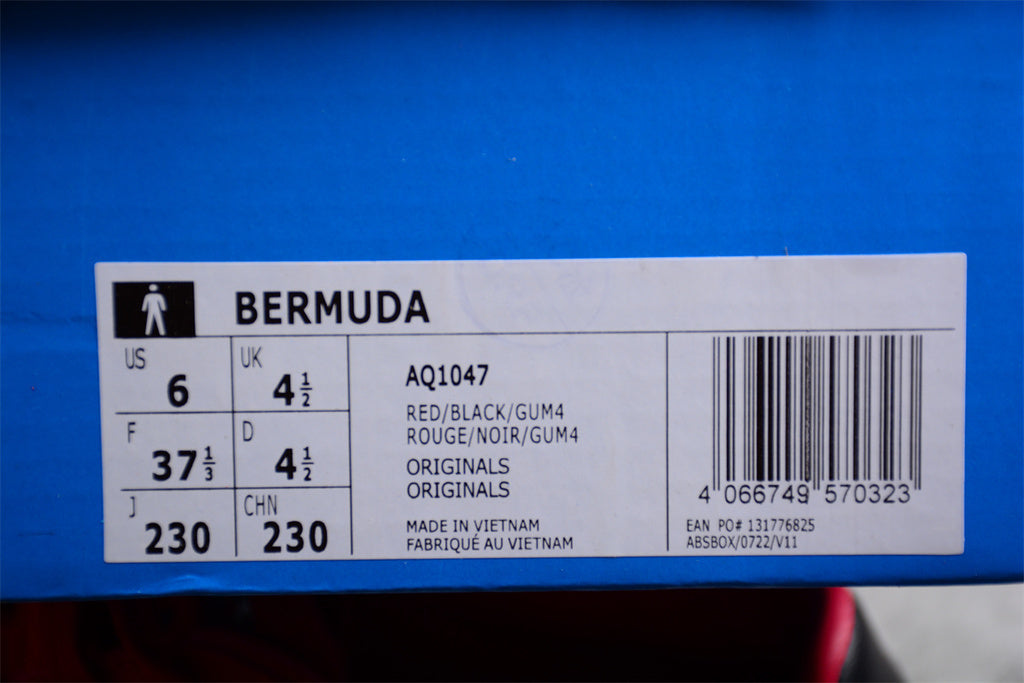 BERMUDA
US 6
UK 4 1/2
F 37 1/3
D 4 1/2
J 230
CHN 230
AQ1047
RED/BLACK/GUM4
ROUGE/NOIR/GUM4
ORIGINALS
ORIGINALS
MADE IN VIETNAM
FABRIQUÉ AU VIETNAM
4 066749 570323
EAN PO# 131776825
ABSBOX/0722/V11